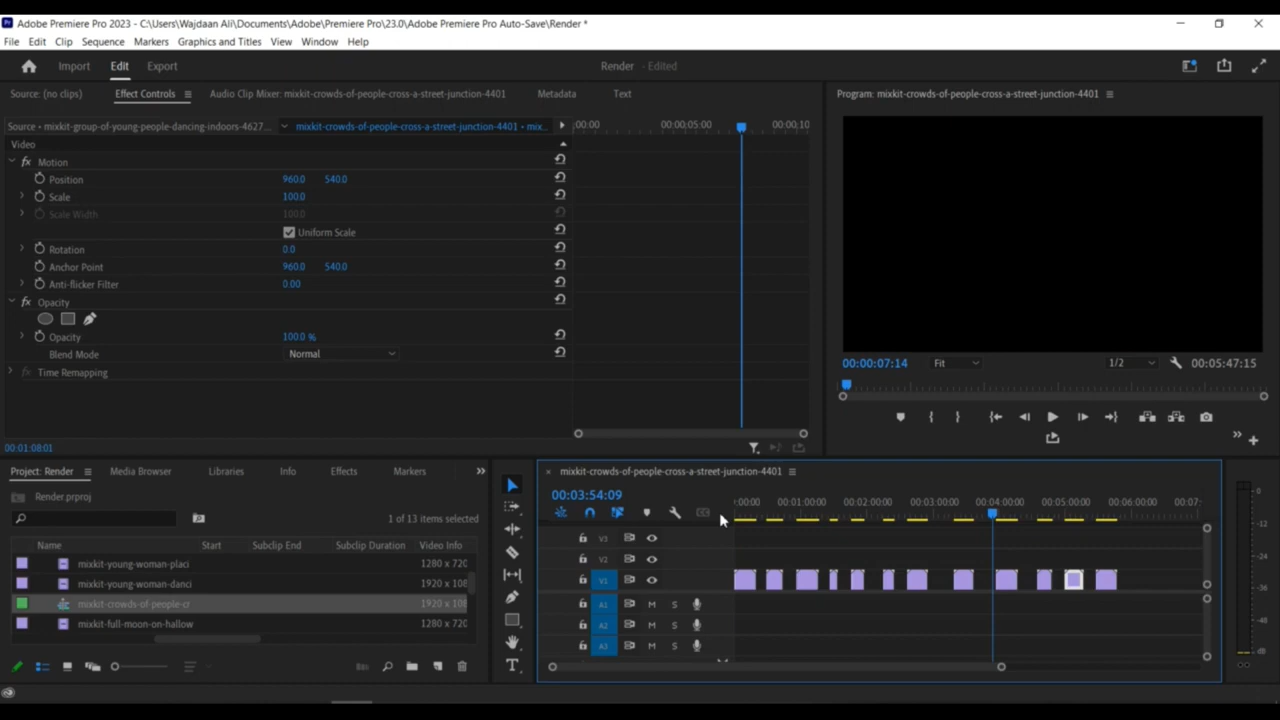 Adobe Premiere Pro 2023 - C:\Users\Wajdaan Ali\Documents\Adobe\Premiere Pro\23.0\Adobe Premiere Pro Auto-Save\Render *
File Edit Clip Sequence Markers Graphics and Titles View Window Help
Import Edit Export Render - Edited
Source: (no clips) Effect Controls Audio Clip Mixer: mixkit-crowds-of-people-cross-a-street-junction-4401 Metadata Text
Program: mixkit-crowds-of-people-cross-a-street-junction-4401
Source • mixkit-group-of-young-people-dancing-indoors-4627... mixkit-crowds-of-people-cross-a-street-junction-4401 - mix...
:00:00 00:00:05:00 00:00:10
Video
fx Motion
Position 960.0 540.0
Scale 100.0
Scale Width 100.0
Uniform Scale
Rotation 0.0
Anchor Point 960.0 540.0
Anti-flicker Filter 0.00
fx Opacity
Opacity 100.0 %
Blend Mode Normal
fx Time Remapping
00:01:08:01
00:00:07:14 Fit 1/2 00:05:47:15
Project: Render Media Browser Libraries Info Effects Markers
Render.prproj
1 of 13 items selected
Name Start Subclip End Subclip Duration Video Info
mixkit-young-woman-placi 1280 x 720
mixkit-young-woman-danci 1920 x 108
mixkit-crowds-of-people-cr 1920 x 108
mixkit-full-moon-on-hallow 1280 x 720
mixkit-crowds-of-people-cross-a-street-junction-4401
00:03:54:09
:00:00 00:01:00:00 00:02:00:00 00:03:00:00 00:04:00:00 00:05:00:00 00:06:00:00 00:07:
V3
V2
V1
A1 M S
A2 M S
A3 M S
T
0
-12
-24
-36
-48
dB